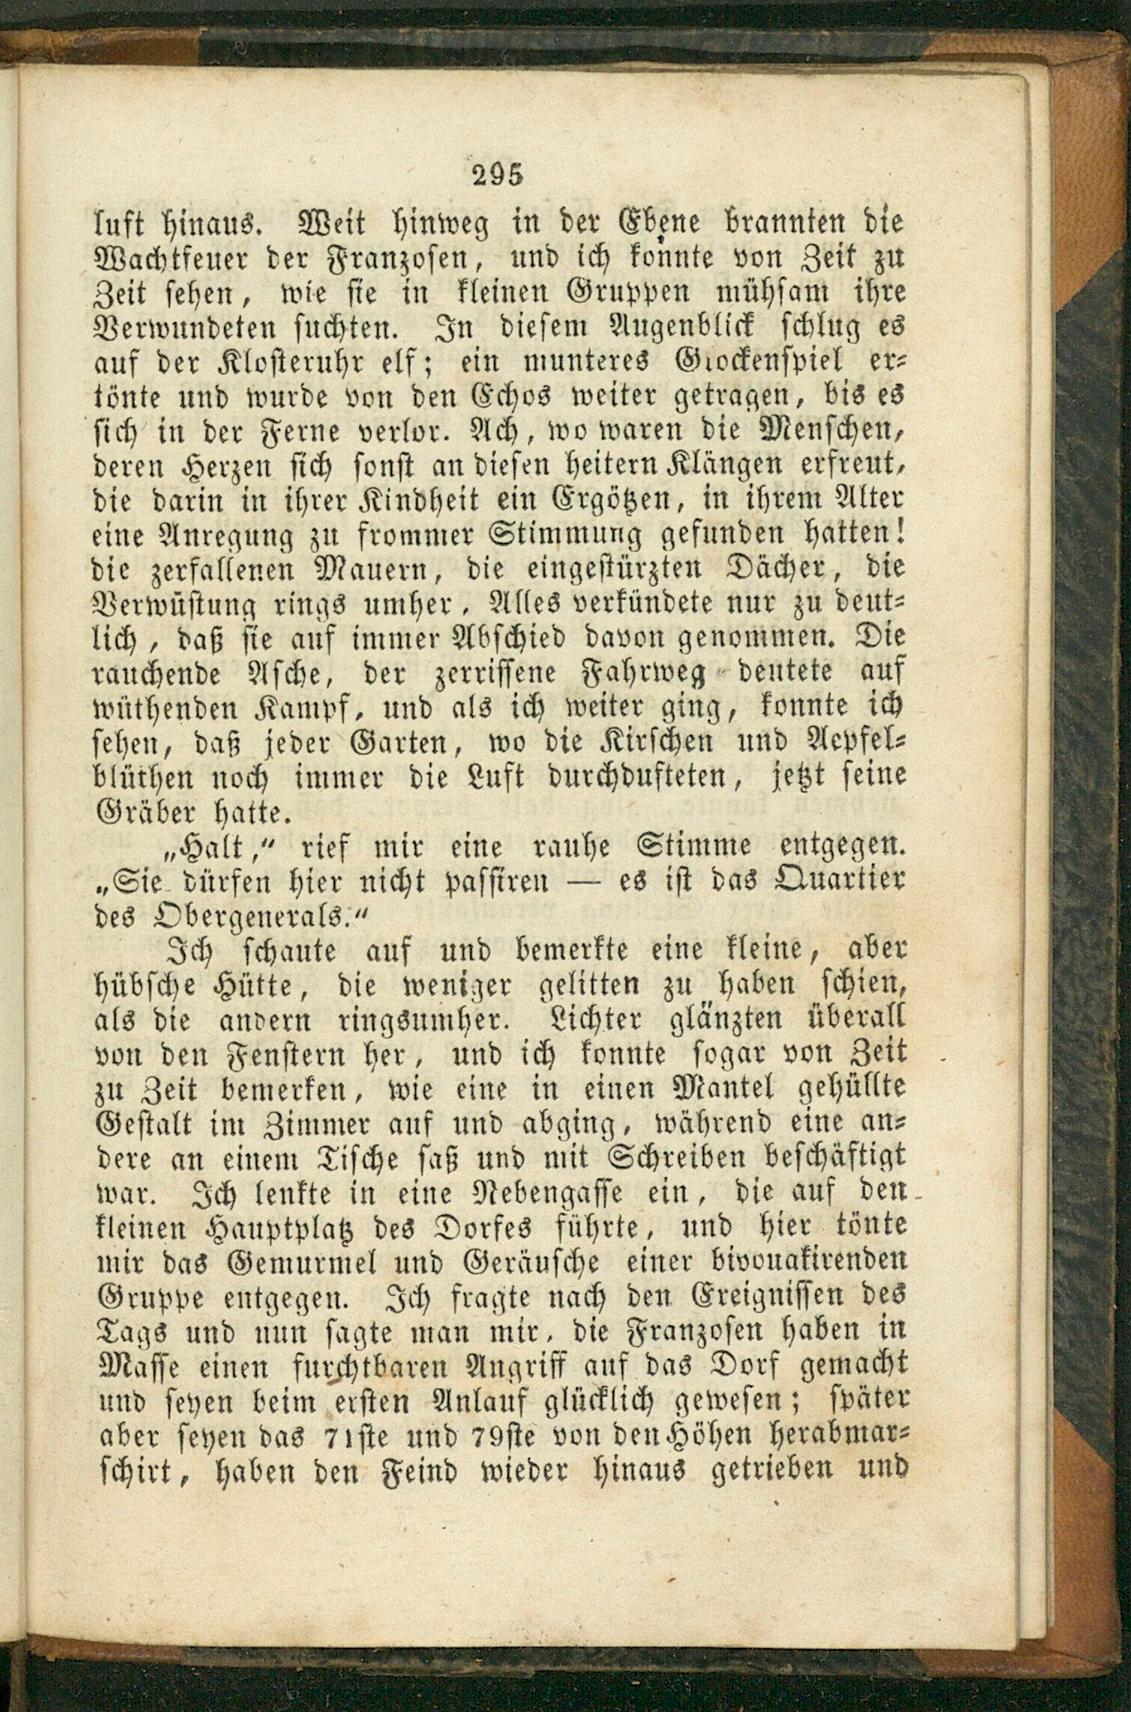 295
luft hinaus. Weit hinweg in der Ebene brannten die
Wachtfeuer der Franzosen, und ich konnte von Zeit zu
Zeit sehen, wie sie in kleinen Gruppen mühsam ihre
Verwundeten suchten. In diesem Augenblick schlug es
auf der Klosteruhr elf; ein munteres Glockenspiel er-
tönte und wurde von den Echos weiter getragen, bis es
sich in der Ferne verlor. Ach, wo waren die Menschen,
deren Herzen sich sonst an diesen heitern Klängen erfreut,
die darin in ihrer Kindheit ein Ergötzen, in ihrem Alter
eine Anregung zu frommer Stimmung gefunden hatten!
die zerfallenen Mauern, die eingestürzten Dächer, die
Verwüstung rings umher, Alles verkündete nur zu deut-
lich, daß sie auf immer Abschied davon genommen. Die
rauchende Asche, der zerrissene Fahrweg deutete auf
wüthenden Kampf, und als ich weiter ging, konnte ich
sehen, daß jeder Garten, wo die Kirschen und Aepfel-
blüthen noch immer die Luft durchdufteten, jetzt seine
Gräber hatte.
„Halt,“ rief mir eine rauhe Stimme entgegen.
„Sie dürfen hier nicht passiren — es ist das Quartier
des Obergenerals.“
Ich schaute auf und bemerkte eine kleine, aber
hübsche Hütte, die weniger gelitten zu haben schien,
als die andern ringsumher. Lichter glänzten überall
von den Fenstern her, und ich konnte sogar von Zeit
zu Zeit bemerken, wie eine in einen Mantel gehüllte
Gestalt im Zimmer auf und abging, während eine an-
dere an einem Tische saß und mit Schreiben beschäftigt
war. Ich lenkte in eine Nebengasse ein, die auf den
kleinen Hauptplatz des Dorfes führte, und hier tönte
mir das Gemurmel und Geräusche einer bivouakirenden
Gruppe entgegen. Ich fragte nach den Ereignissen des
Tags und nun sagte man mir, die Franzosen haben in
Masse einen furchtbaren Angriff auf das Dorf gemacht
und seyen beim ersten Anlauf glücklich gewesen; später
aber seyen das 71ste und 79ste von den Höhen herabmar-
schirt, haben den Feind wieder hinaus getrieben und